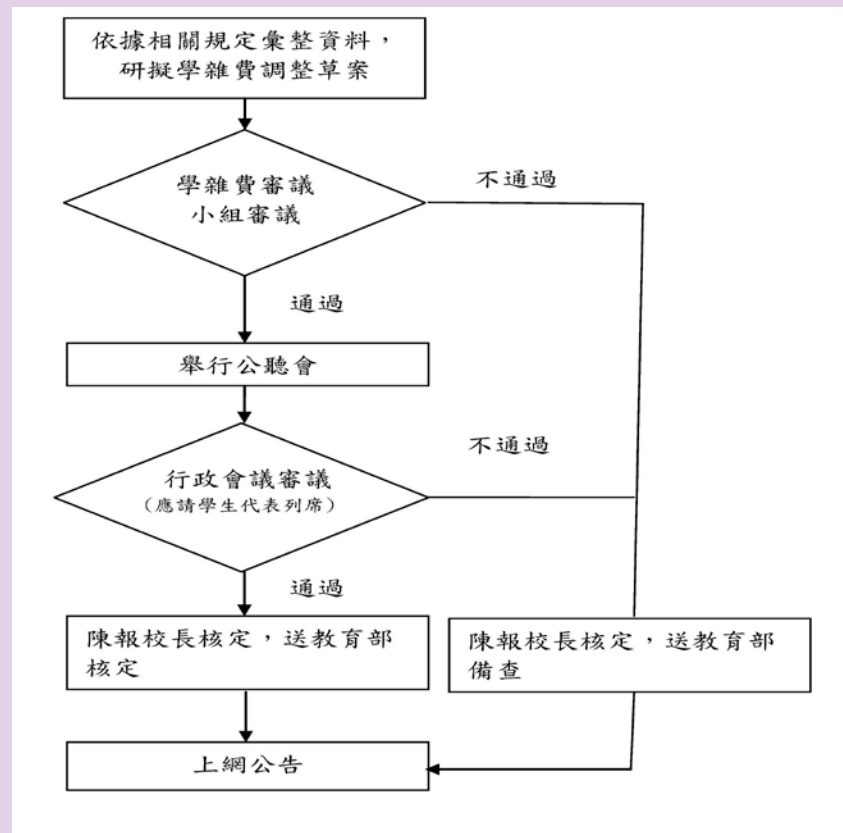 依據相關規定彙整資料，
研擬學雜費調整草案
學雜費審議
小組審議
不通過
通過
舉行公聽會
不通過
行政會議審議
（應請學生代表列席）
通過
陳報校長核定，送教育部
核定
陳報校長核定，送教育部
備查
上網公告